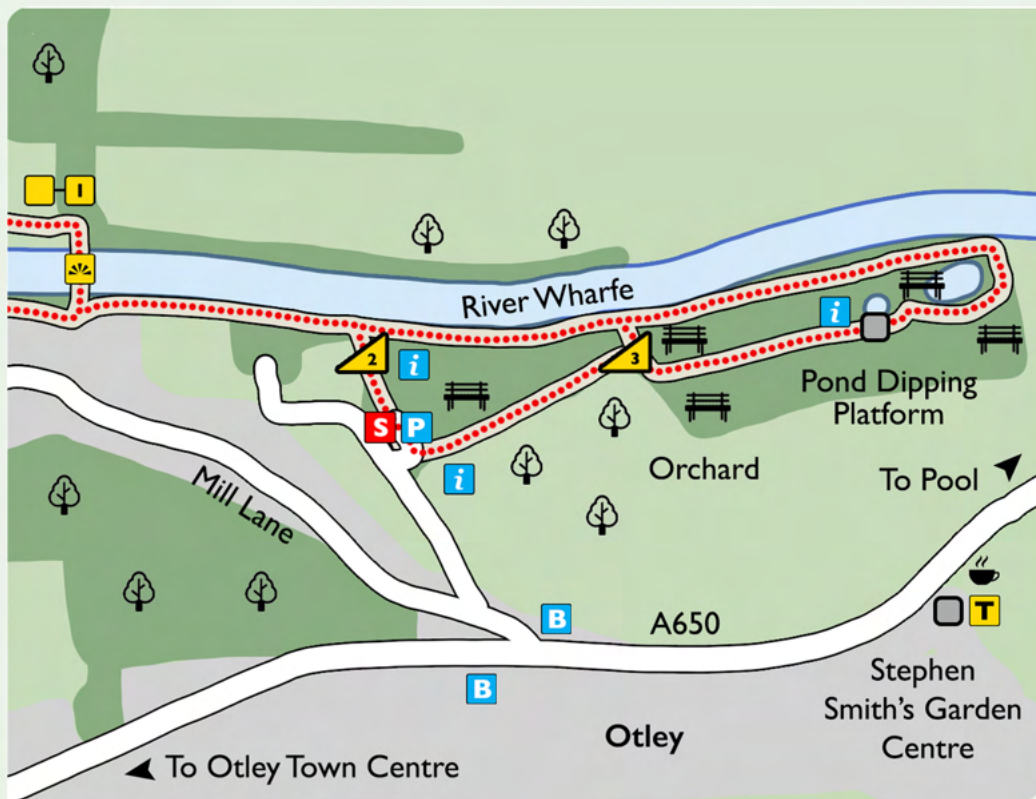 1
River Wharfe
2
i
3
i
S P
i
Pond Dipping
Platform
Orchard
To Pool
Mill Lane
B
A650
T
B
Stephen
Smith's Garden
Centre
Otley
To Otley Town Centre